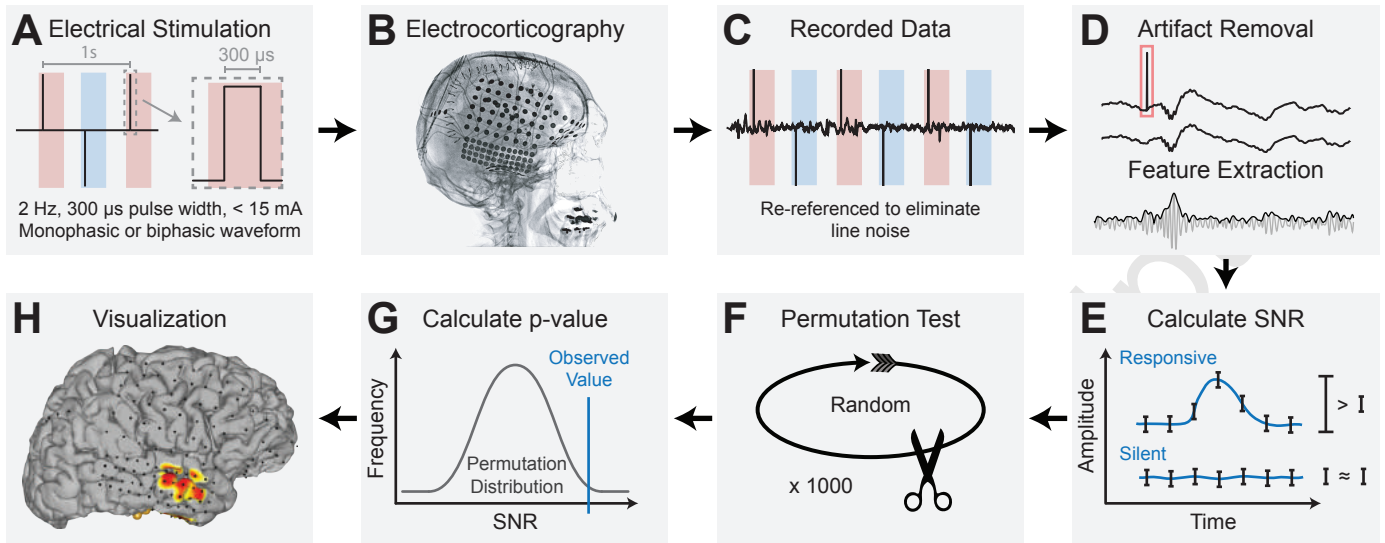 A Electrical Stimulation
1s
300 µs
2 Hz, 300 µs pulse width, < 15 mA
Monophasic or biphasic waveform
B Electrocorticography
C Recorded Data
Re-referenced to eliminate
line noise
D Artifact Removal
Feature Extraction
E Calculate SNR
Responsive
Amplitude
> I
Silent
I ≈ I
Time
F Permutation Test
Random
x 1000
G Calculate p-value
Observed
Value
Frequency
Permutation
Distribution
SNR
H Visualization